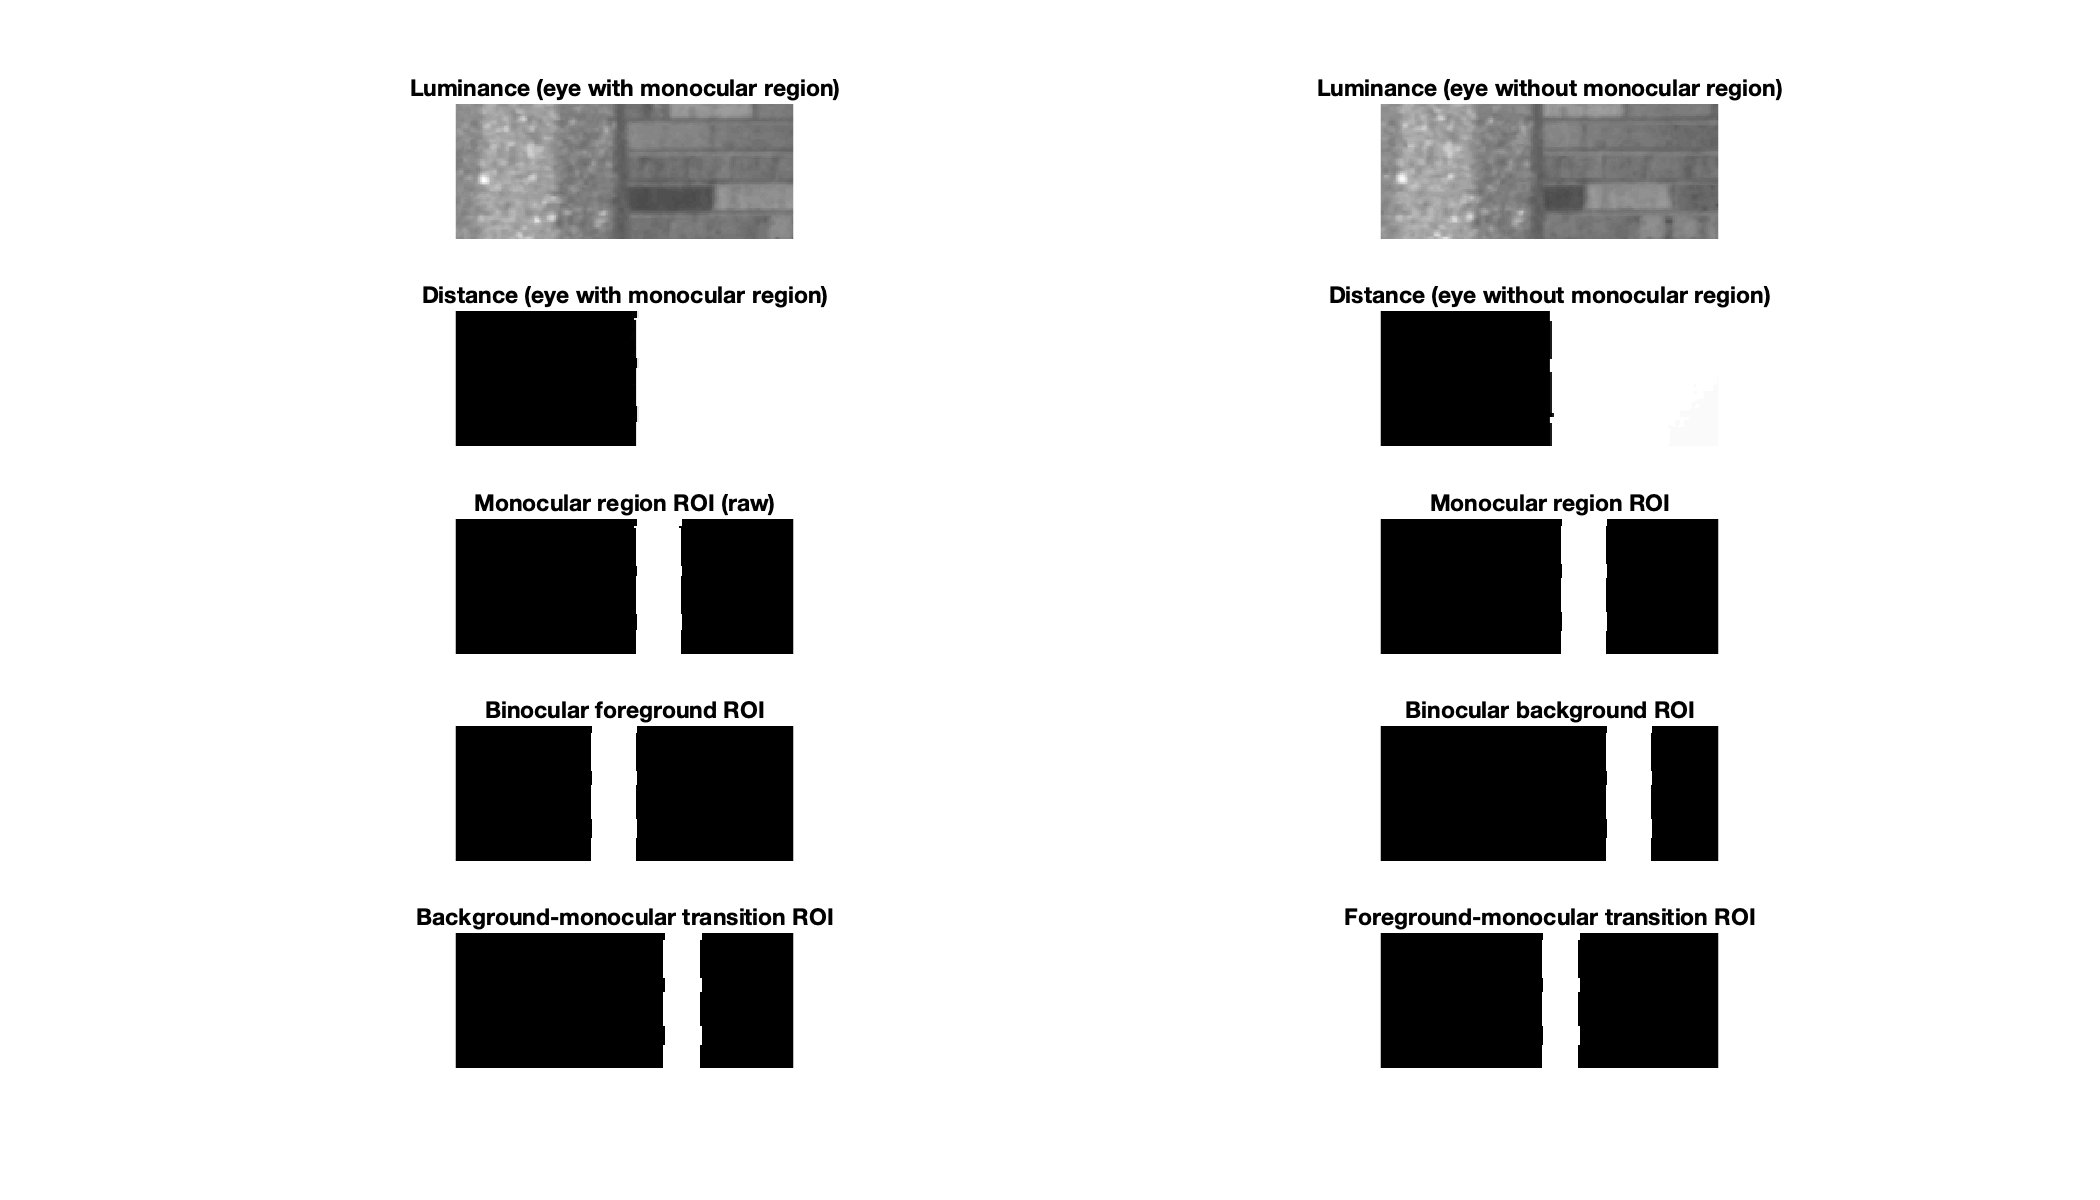 Luminance (eye with monocular region)
Luminance (eye without monocular region)
Distance (eye with monocular region)
Distance (eye without monocular region)
Monocular region ROI (raw)
Monocular region ROI
Binocular foreground ROI
Binocular background ROI
Background-monocular transition ROI
Foreground-monocular transition ROI